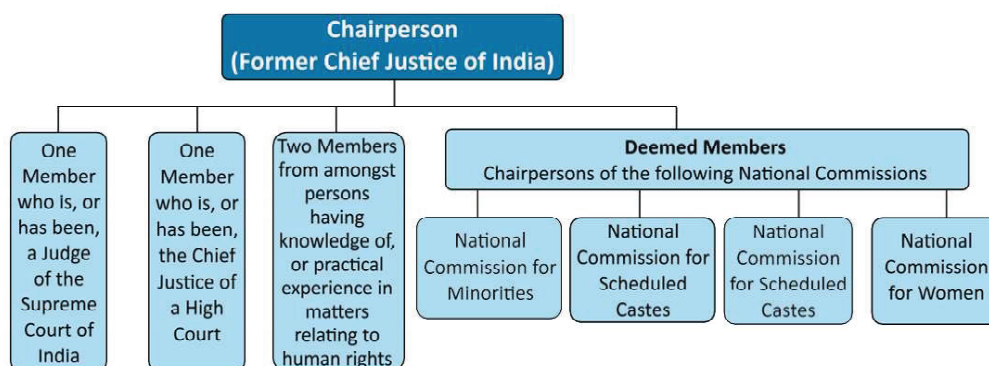 Chairperson
(Former Chief Justice of India)
One
Member
who is, or
has been,
a Judge
of the
Supreme
Court of
India
One
Member
who is, or
has been,
the Chief
Justice of
a High
Court
Two Members
from amongst
persons
having
knowledge of,
or practical
experience in
matters
relating to
human rights
Deemed Members
Chairpersons of the following National Commissions
National
Commission for
Minorities
National
Commission for
Scheduled
Castes
National
Commission
for Scheduled
Castes
National
Commission
for Women